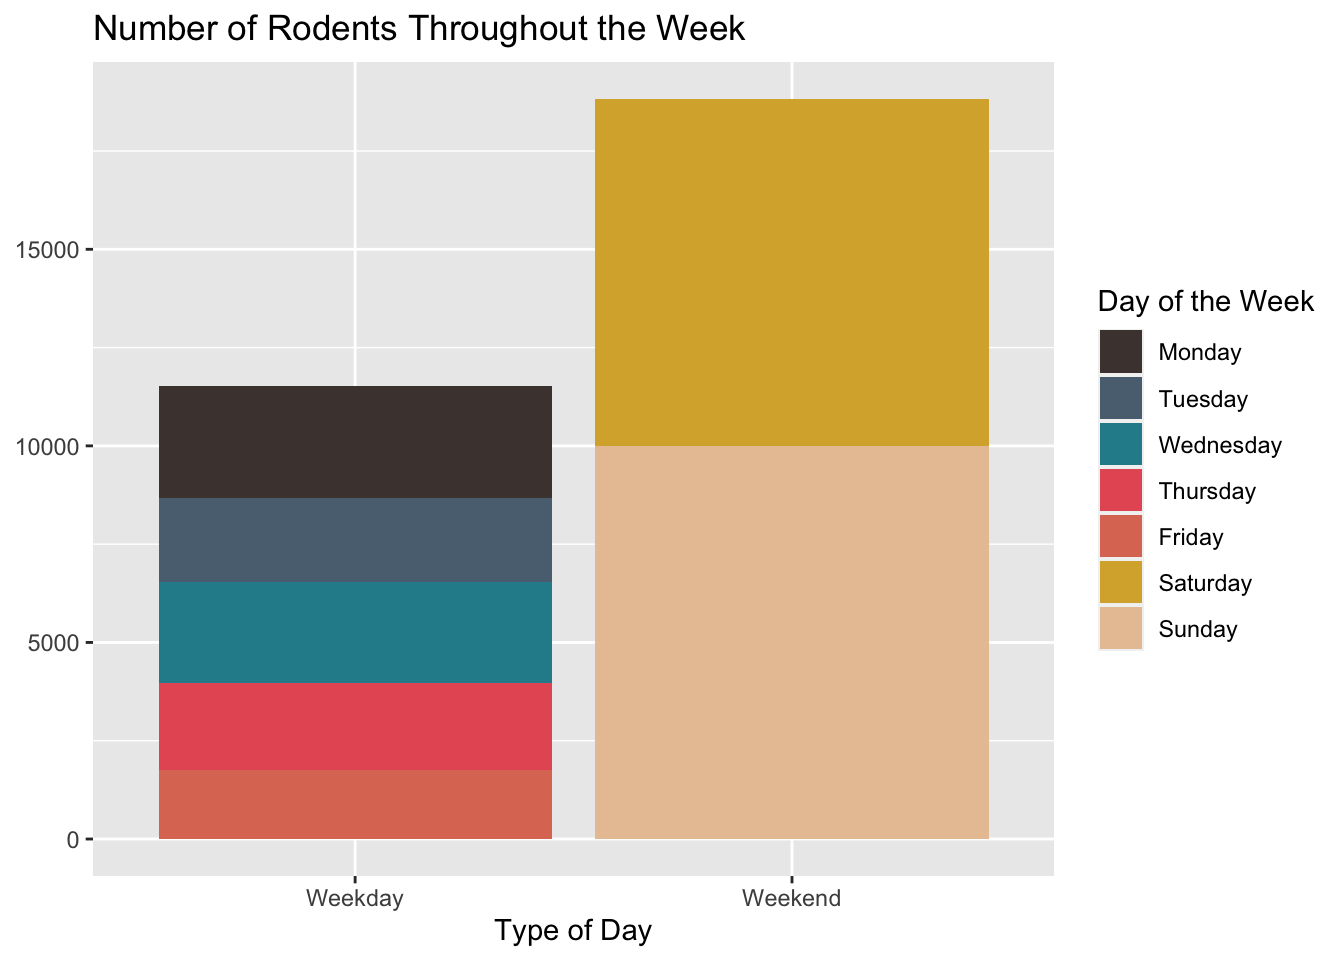 Number of Rodents Throughout the Week
15000
10000
5000
0
Weekday
Weekend
Type of Day
Day of the Week
Monday
Tuesday
Wednesday
Thursday
Friday
Saturday
Sunday